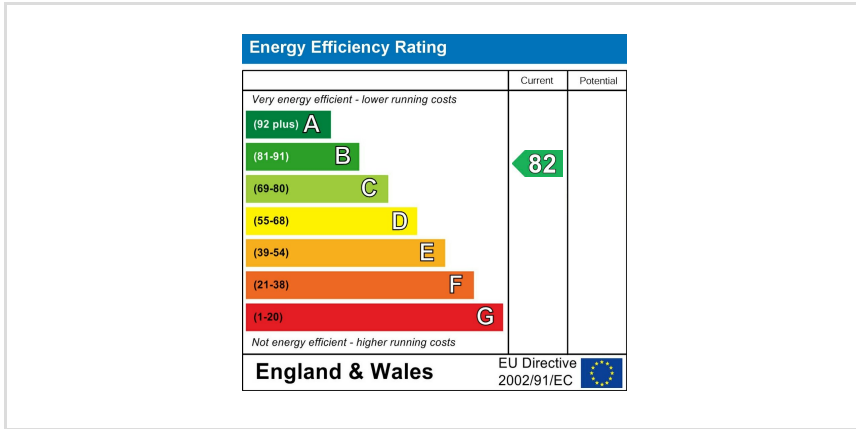 Energy Efficiency Rating
Current Potential
Very energy efficient - lower running costs
(92 plus) A
(81-91) B
82
(69-80) C
(55-68) D
(39-54) E
(21-38) F
(1-20) G
Not energy efficient - higher running costs
England & Wales
EU Directive
2002/91/EC